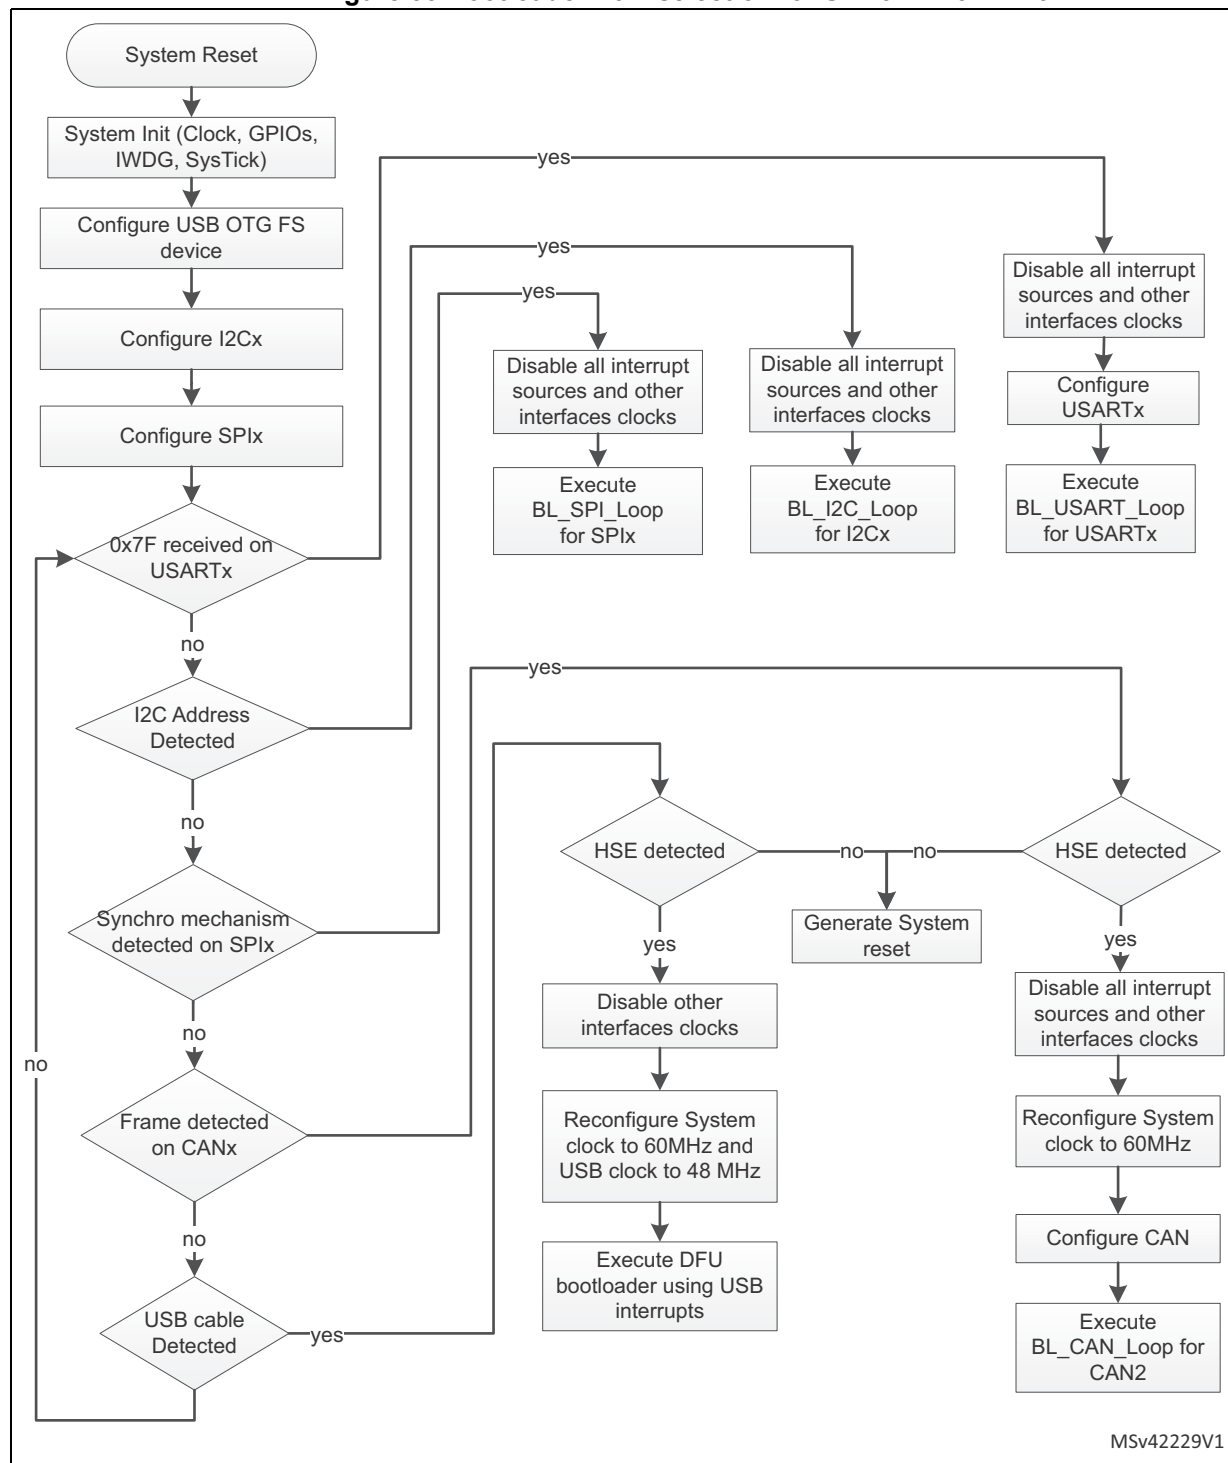 System Reset
System Init (Clock, GPIOs,
IWDG, SysTick)
Configure USB OTG FS
device
Configure I2Cx
Configure SPIx
0x7F received on
USARTx
yes
no
I2C Address
Detected
yes
no
Synchro mechanism
detected on SPIx
yes
no
Frame detected
on CANx
yes
no
USB cable
Detected
yes
no
Disable all interrupt
sources and other
interfaces clocks
Execute
BL_SPI_Loop
for SPIx
Disable all interrupt
sources and other
interfaces clocks
Execute
BL_I2C_Loop
for I2Cx
Disable all interrupt
sources and other
interfaces clocks
Configure
USARTx
Execute
BL_USART_Loop
for USARTx
HSE detected
no
no
HSE detected
Generate System
reset
yes
Disable other
interfaces clocks
Reconfigure System
clock to 60MHz and
USB clock to 48 MHz
Execute DFU
bootloader using USB
interrupts
yes
Disable all interrupt
sources and other
interfaces clocks
Reconfigure System
clock to 60MHz
Configure CAN
Execute
BL_CAN_Loop for
CAN2
MSv42229V1